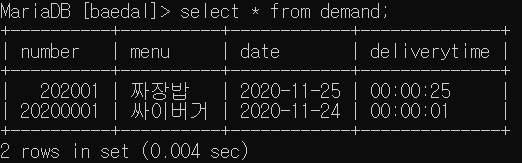 MariaDB [baedal]> select * from demand;
+----------+----------+------------+--------------+
| number | menu | date | deliverytime |
+----------+----------+------------+--------------+
| 202001 | 짜장밥 | 2020-11-25 | 00:00:25 |
| 20200001 | 싸이버거 | 2020-11-24 | 00:00:01 |
+----------+----------+------------+--------------+
2 rows in set (0.004 sec)